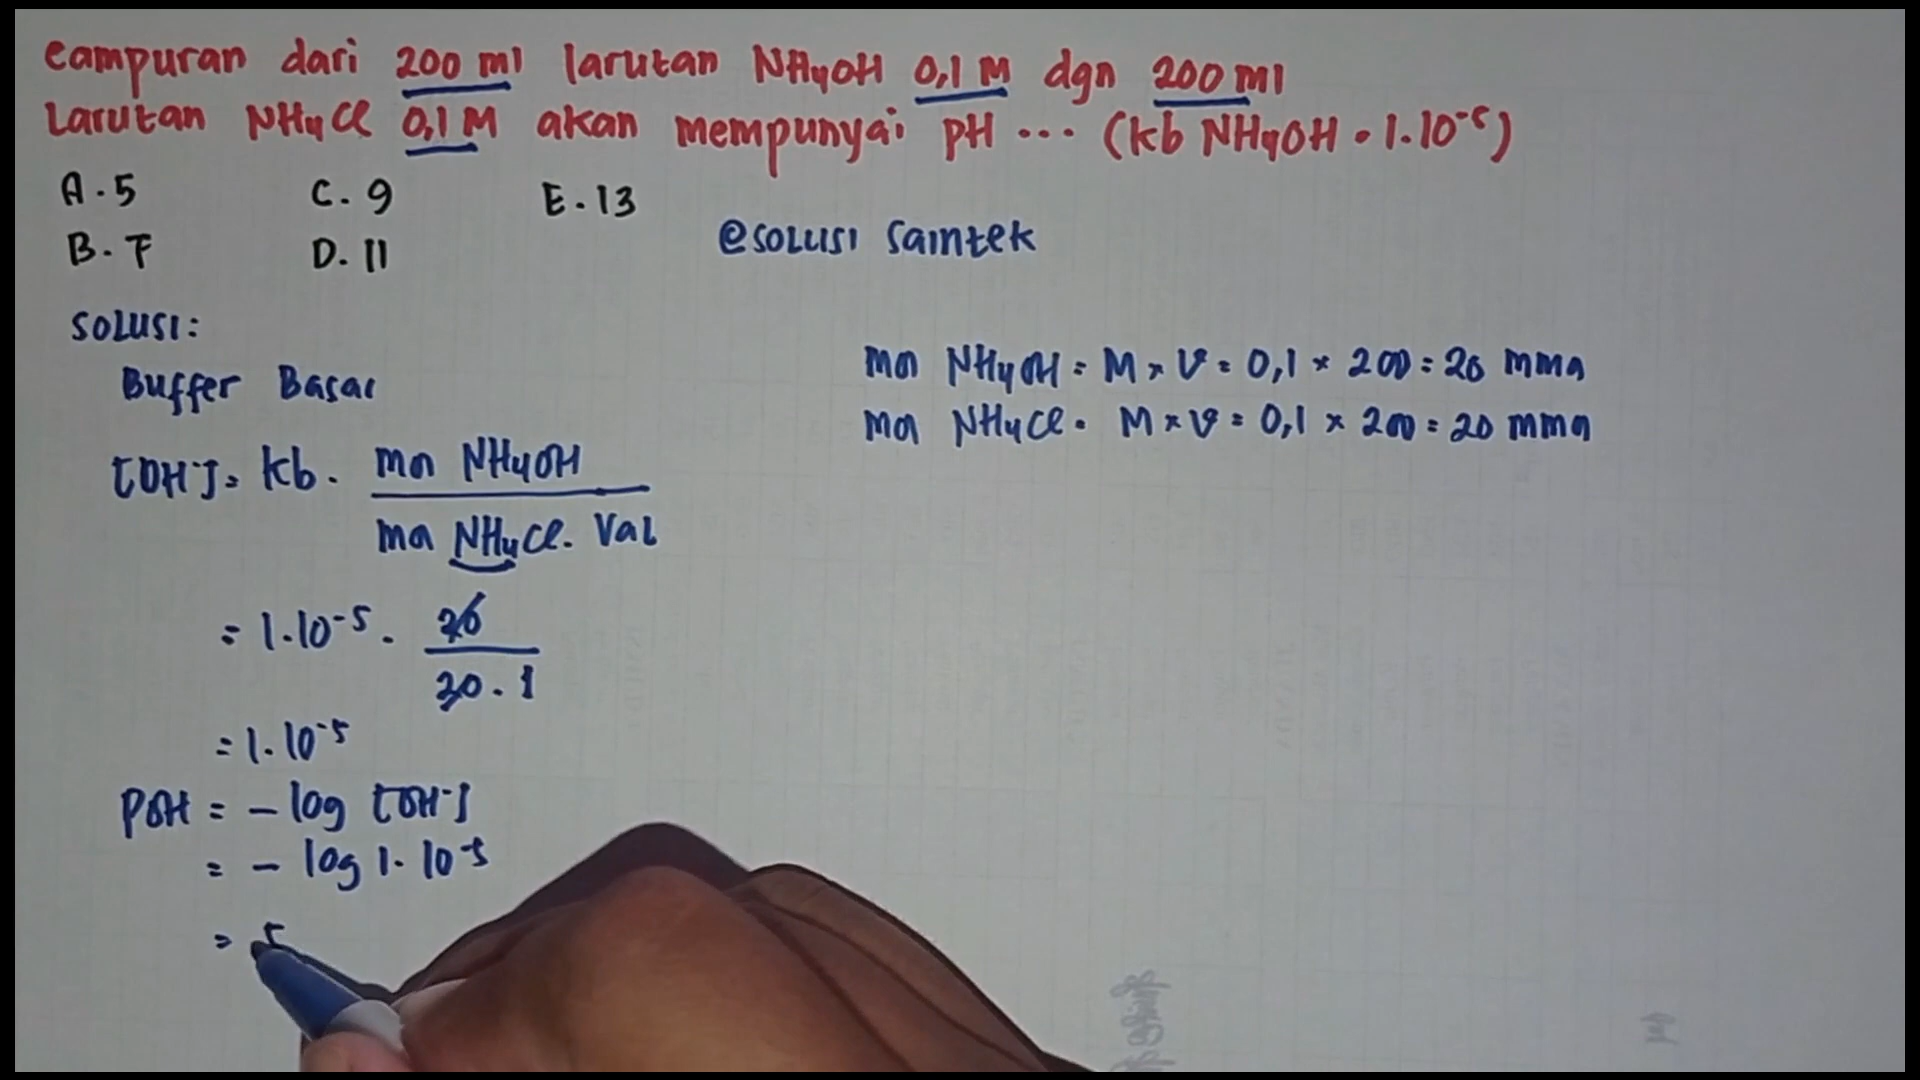 Campuran dari 200 ml larutan NH4OH 0,1 M dgn 200 ml
Larutan NH4Cl 0,1 M akan mempunyai pH ... (Kb NH4OH = 1.10⁻⁵)
A. 5 C. 9 E. 13
B. 7 D. 11
@solusi saintek
SOLUSI:
Buffer Basa
[OH⁻] = Kb . mol NH4OH
mol NH4Cl . Val
= 1.10⁻⁵ . 20
20 . 1
= 1.10⁻⁵
POH = - log [OH⁻]
= - log 1. 10⁻⁵
= 5
mol NH4OH = M x V = 0,1 x 200 = 20 mmol
mol NH4Cl = M x V = 0,1 x 200 = 20 mmol